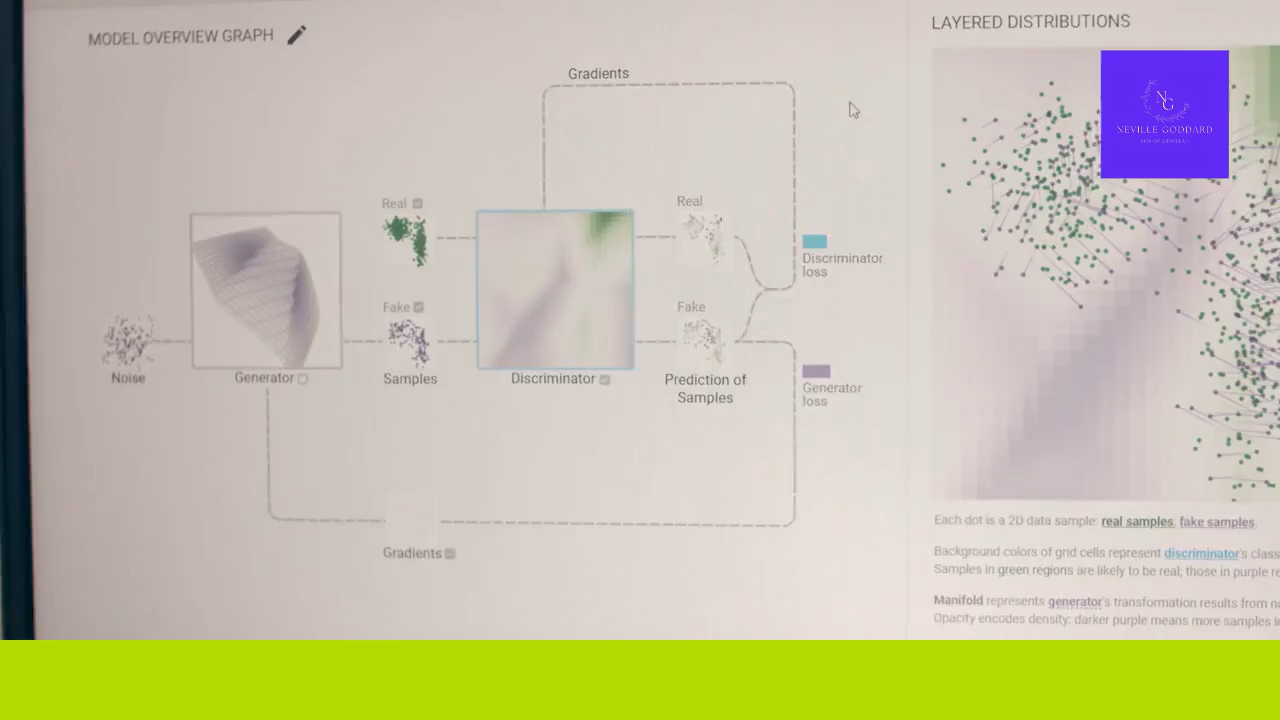 MODEL OVERVIEW GRAPH
LAYERED DISTRIBUTIONS
Gradients
NG
NEVILLE GODDARD
Real
Real
Discriminator
loss
Fake
Fake
Noise
Generator
Samples
Discriminator
Prediction of
Samples
Generator
loss
Gradients
Each dot is a 2D data sample: real samples, fake samples.
Background colors of grid cells represent discriminator's
Samples in green regions are likely to be real; those in purple
Manifold represents generator's transformation results from
Opacity encodes density: darker purple means more samples